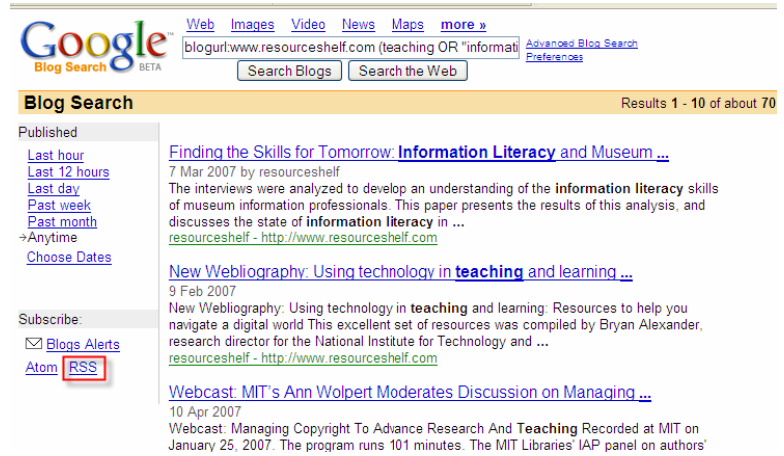 Web Images Video News Maps more »
Google™
Blog Search BETA
blogurl:www.resourceshelf.com (teaching OR "informati
Advanced Blog Search
Preferences
Search Blogs Search the Web
Blog Search Results 1 - 10 of about 70
Published
Last hour
Last 12 hours
Last day
Past week
Past month
→Anytime
Choose Dates
Subscribe:
Blogs Alerts
Atom RSS
Finding the Skills for Tomorrow: Information Literacy and Museum ...
7 Mar 2007 by resourceshelf
The interviews were analyzed to develop an understanding of the information literacy skills
of museum information professionals. This paper presents the results of this analysis, and
discusses the state of information literacy in ...
resourceshelf - http://www.resourceshelf.com
New Webliography: Using technology in teaching and learning ...
9 Feb 2007
New Webliography: Using technology in teaching and learning: Resources to help you
navigate a digital world This excellent set of resources was compiled by Bryan Alexander,
research director for the National Institute for Technology and ...
resourceshelf - http://www.resourceshelf.com
Webcast: MIT's Ann Wolpert Moderates Discussion on Managing ...
10 Apr 2007
Webcast: Managing Copyright To Advance Research And Teaching Recorded at MIT on
January 25, 2007. The program runs 101 minutes. The MIT Libraries' IAP panel on authors'